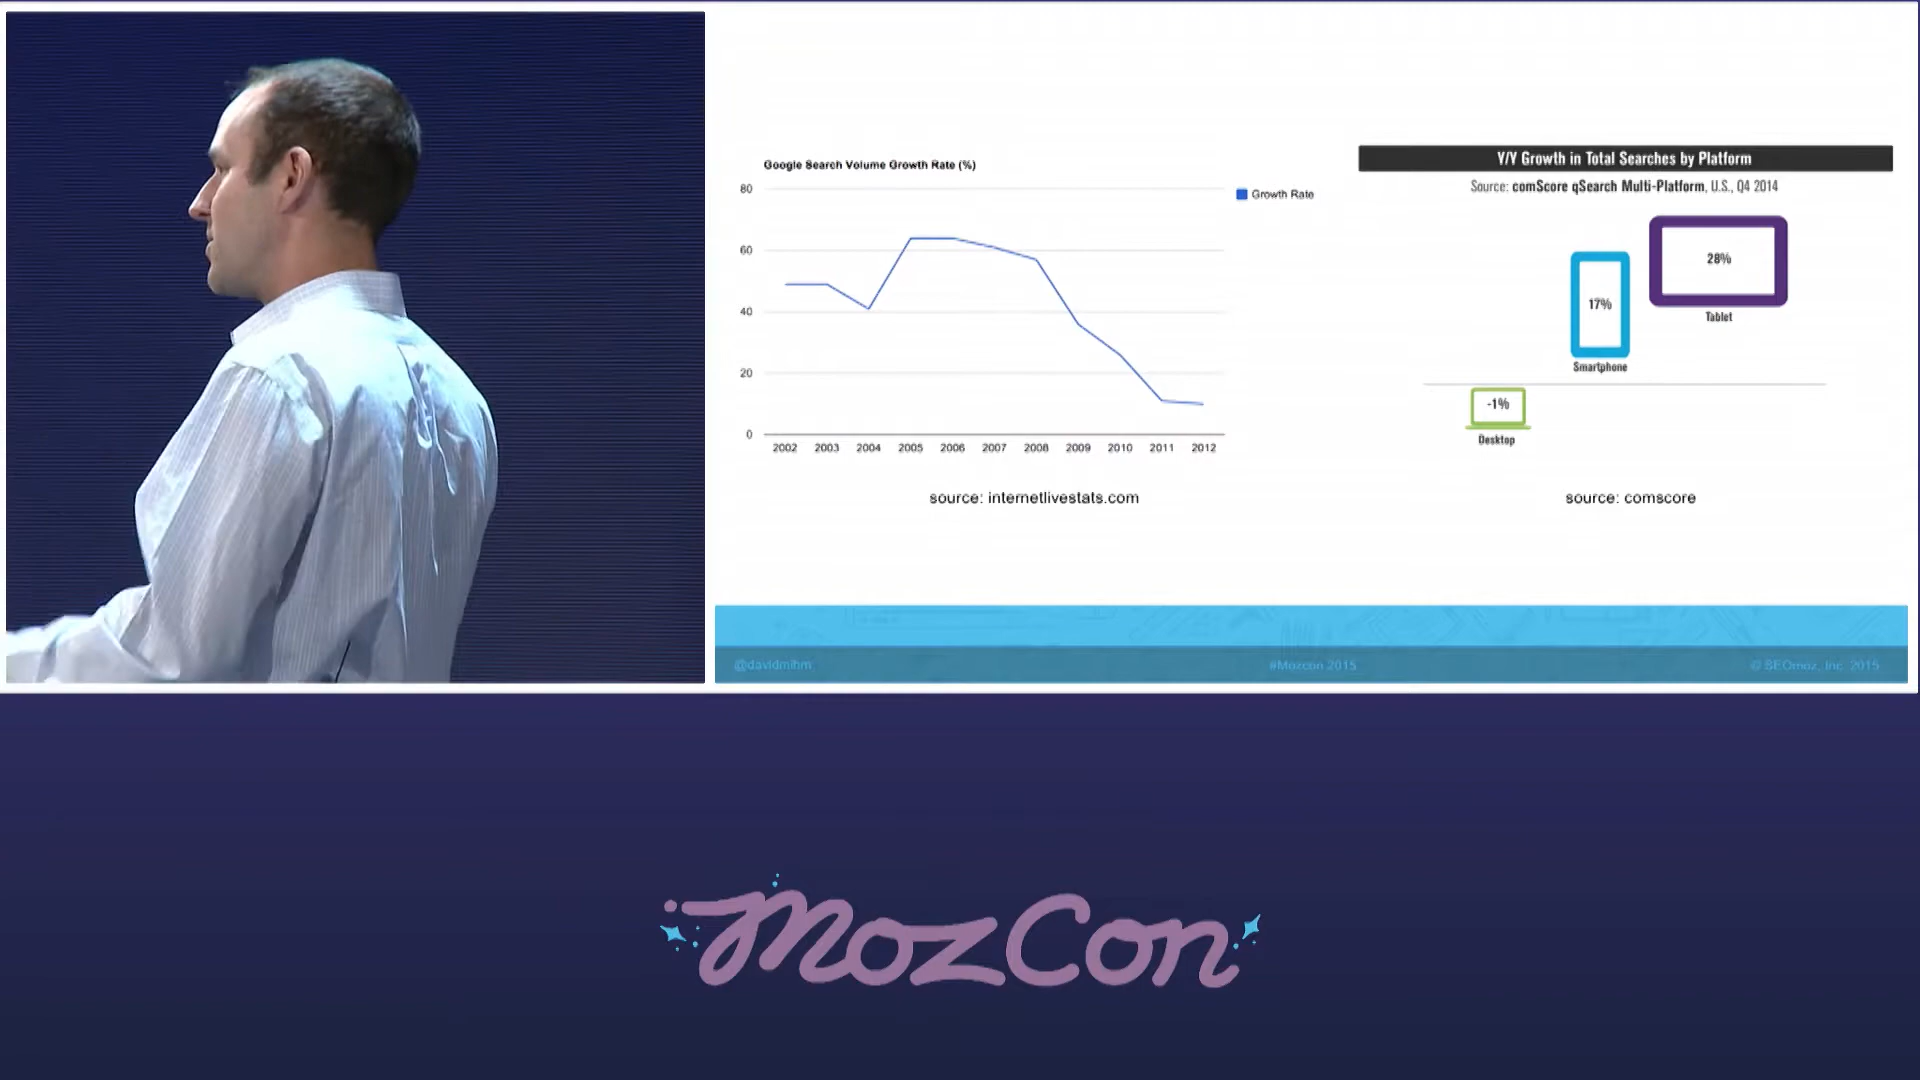 Google Search Volume Growth Rate (%)
80
60
40
20
0
2002 2003 2004 2005 2006 2007 2008 2009 2010 2011 2012
Growth Rate
source: internetlivestats.com
Y/Y Growth in Total Searches by Platform
Source: comScore qSearch Multi-Platform, U.S., Q4 2014
28%
Tablet
17%
Smartphone
-1%
Desktop
source: comscore
@davidmihm
#Mozcon 2015
© SEOmoz, Inc. 2015
MozCon